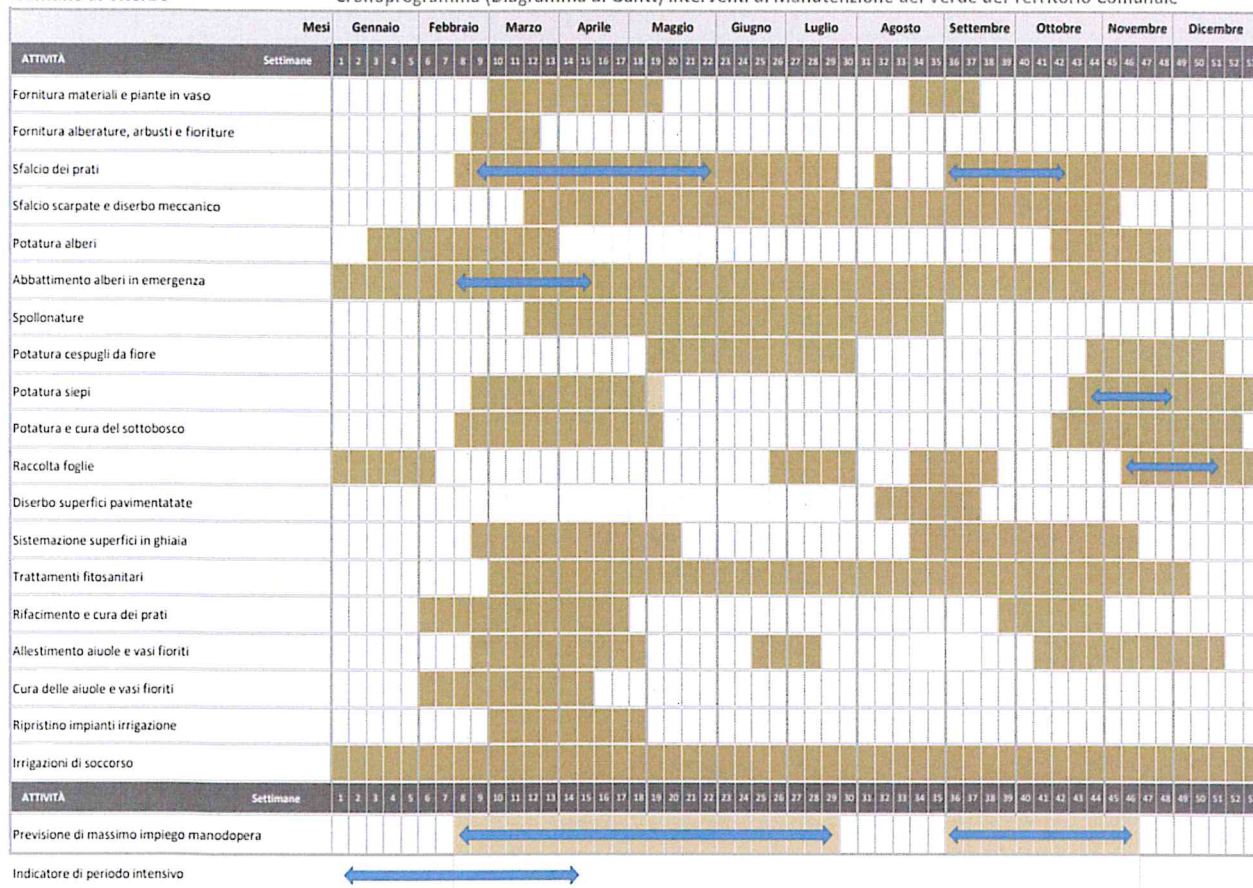 Cronoprogramma (Diagramma di Gantt) Interventi di Manutenzione del Verde del Territorio Comunale
Mesi Gennaio Febbraio Marzo Aprile Maggio Giugno Luglio Agosto Settembre Ottobre Novembre Dicembre
ATTIVITÀ Settimane 1 2 3 4 5 6 7 8 9 10 11 12 13 14 15 16 17 18 19 20 21 22 23 24 25 26 27 28 29 30 31 32 33 34 35 36 37 38 39 40 41 42 43 44 45 46 47 48 49 50 51 52
Fornitura materiali e piante in vaso
Fornitura alberature, arbusti e fioriture
Sfalcio dei prati
Sfalcio scarpate e diserbo meccanico
Potatura alberi
Abbattimento alberi in emergenza
Spollonature
Potatura cespugli da fiore
Potatura siepi
Potatura e cura del sottobosco
Raccolta foglie
Diserbo superfici pavimentatate
Sistemazione superfici in ghiaia
Trattamenti fitosanitari
Rifacimento e cura dei prati
Allestimento aiuole e vasi fioriti
Cura delle aiuole e vasi fioriti
Ripristino impianti irrigazione
Irrigazioni di soccorso
ATTIVITÀ Settimane 1 2 3 4 5 6 7 8 9 10 11 12 13 14 15 16 17 18 19 20 21 22 23 24 25 26 27 28 29 30 31 32 33 34 35 36 37 38 39 40 41 42 43 44 45 46 47 48 49 50 51 52
Previsione di massimo impiego manodopera
Indicatore di periodo intensivo